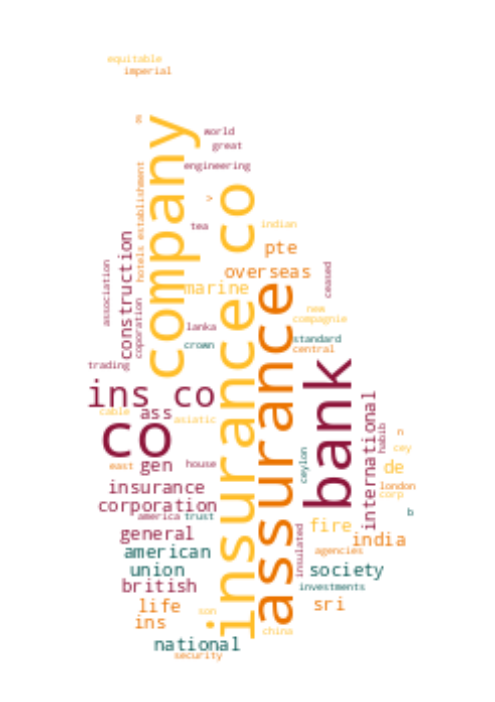 equitable
imperial
company
world
great
engineering
establishment
hotels
>
insurance co
tea
indian
pte
construction
association
overseas
ceased
marine
assurance
coporation
new
compagnie
lanka
standard
crown
central
trading
bank
ins co
international
cable
ass
asiatic
co
habib
n
cey
east
gen
house
ceylon
de
insurance
london
corp
corporation
america
trust
b
general
fire
india
insulated
american
agencies
union
society
british
investments
life
son
sri
ins
china
national
security